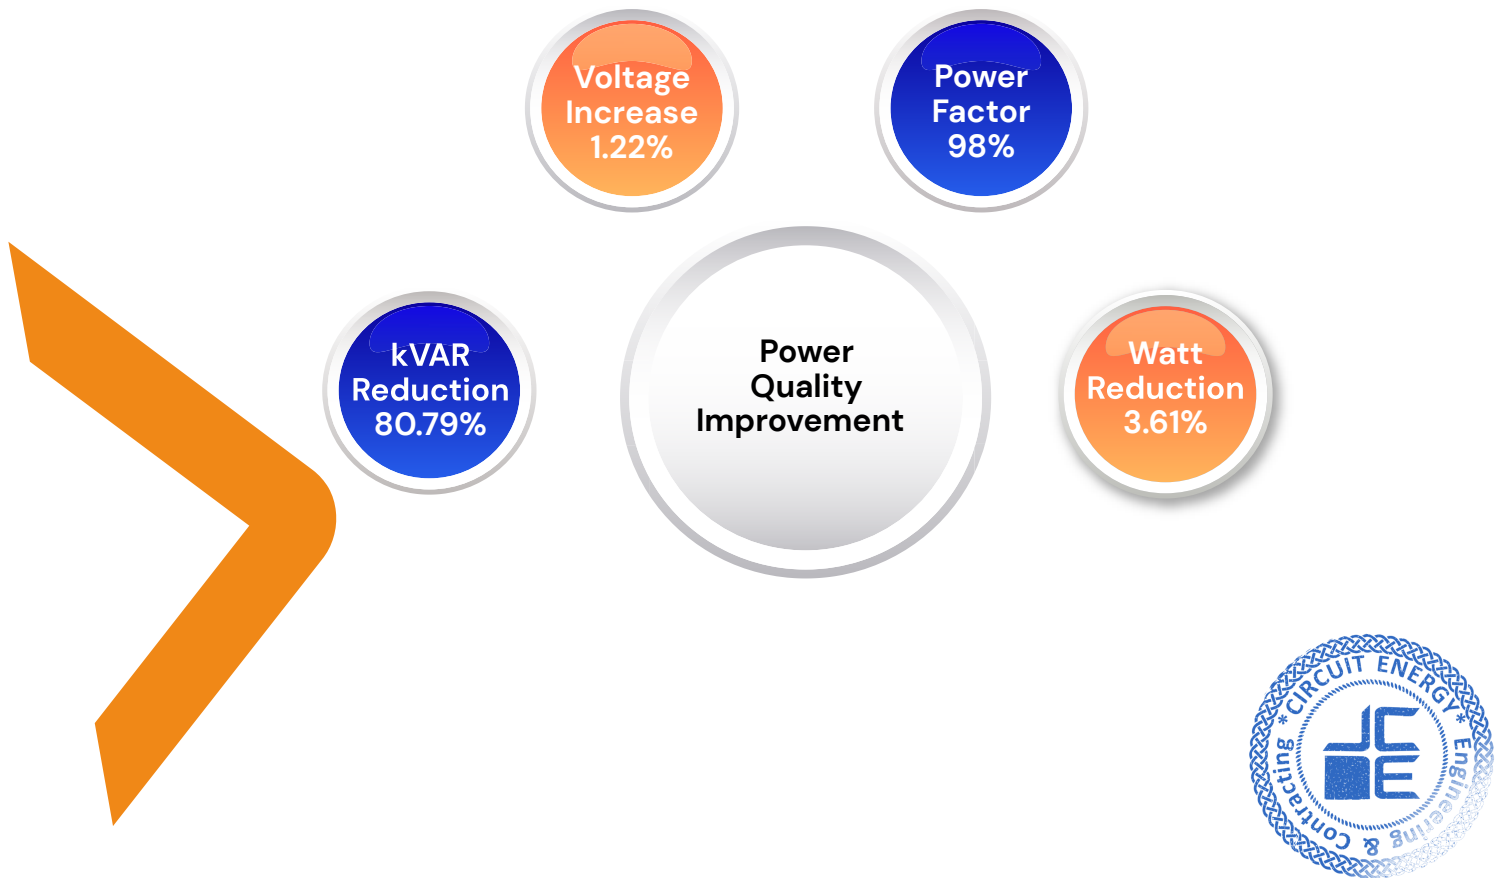 Voltage
Increase
1.22%
Power
Factor
98%
kVAR
Reduction
80.79%
Power
Quality
Improvement
Watt
Reduction
3.61%
*CIRCUIT ENERGY*
Engineering & Contracting
JCE